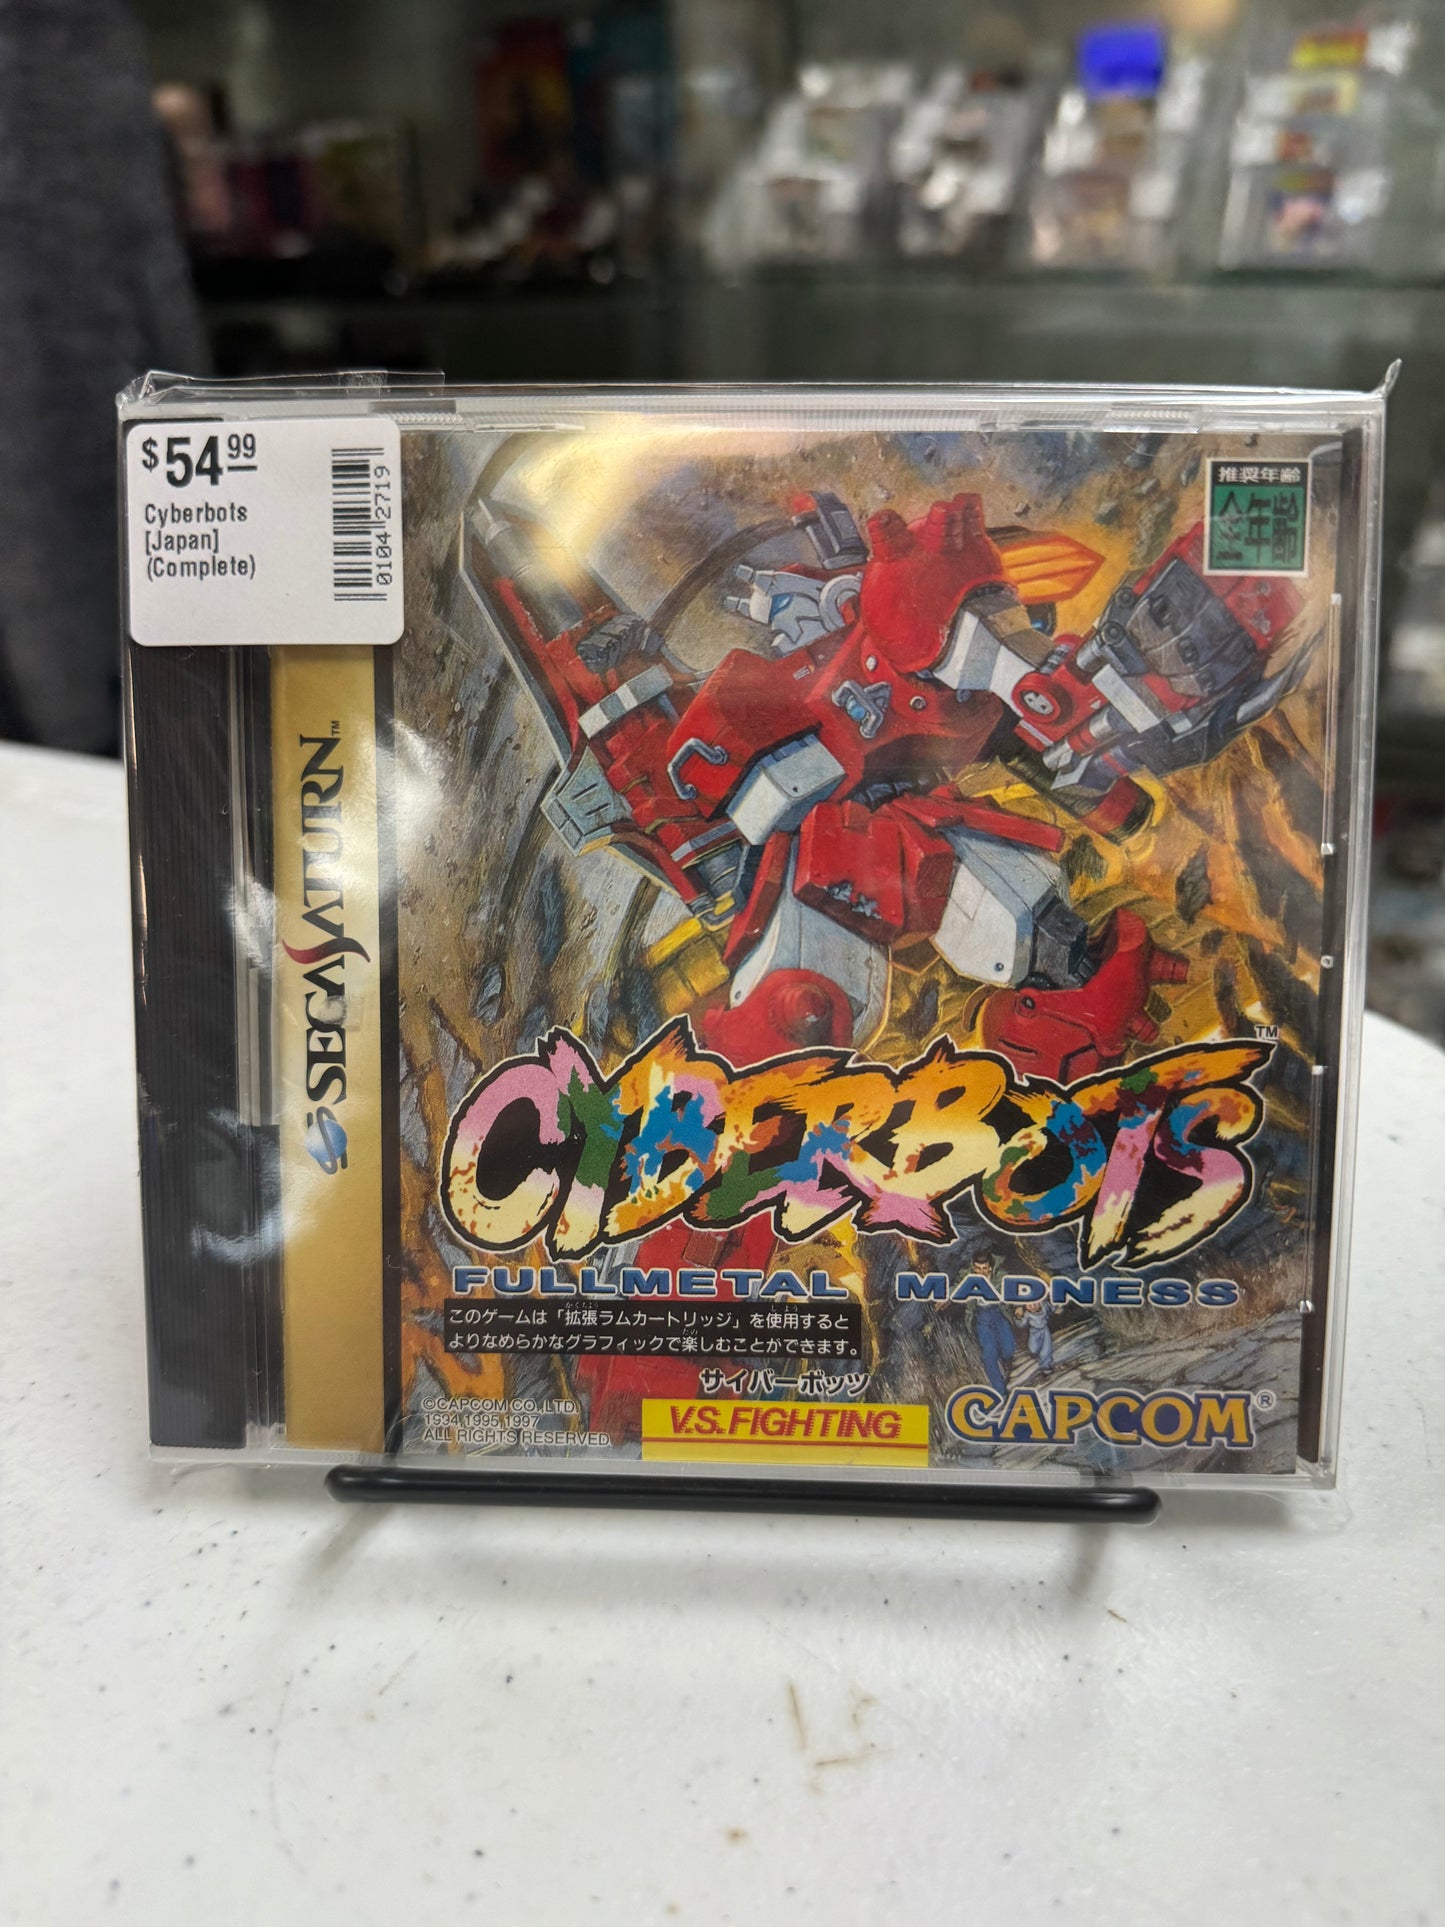 $54.99
Cyberbots
[Japan]
(Complete)
0104 2719
推奨年齢
全年齢
SEGA SATURN™
CYBERBOTS™
FULLMETAL MADNESS
このゲームは「拡張ラムカートリッジ」を使用すると
よりなめらかなグラフィックで楽しむことができます。
サイバーボッツ
©CAPCOM CO., LTD.
1994,1995,1997
ALL RIGHTS RESERVED.
V.S. FIGHTING
CAPCOM®